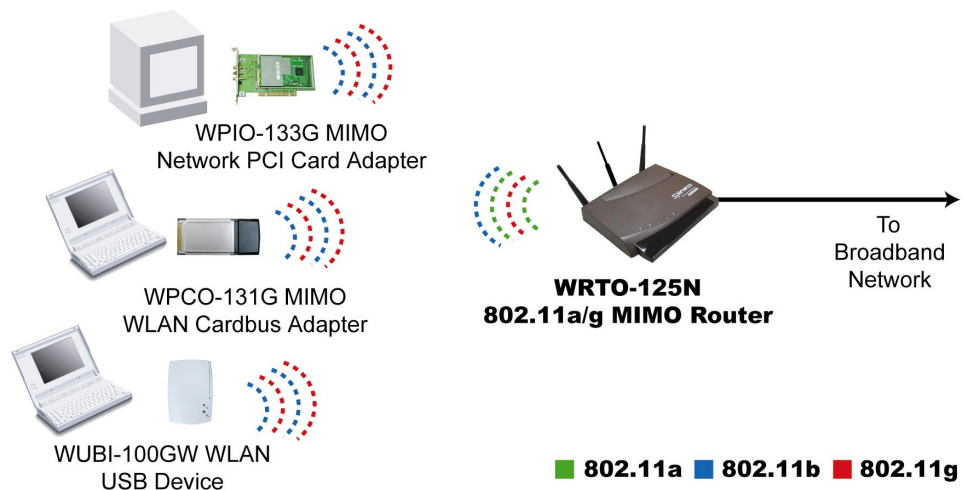 WPIO-133G MIMO
Network PCI Card Adapter
WPCO-131G MIMO
WLAN Cardbus Adapter
WUBI-100GW WLAN
USB Device
WRTO-125N
802.11a/g MIMO Router
To
Broadband
Network
802.11a 802.11b 802.11g